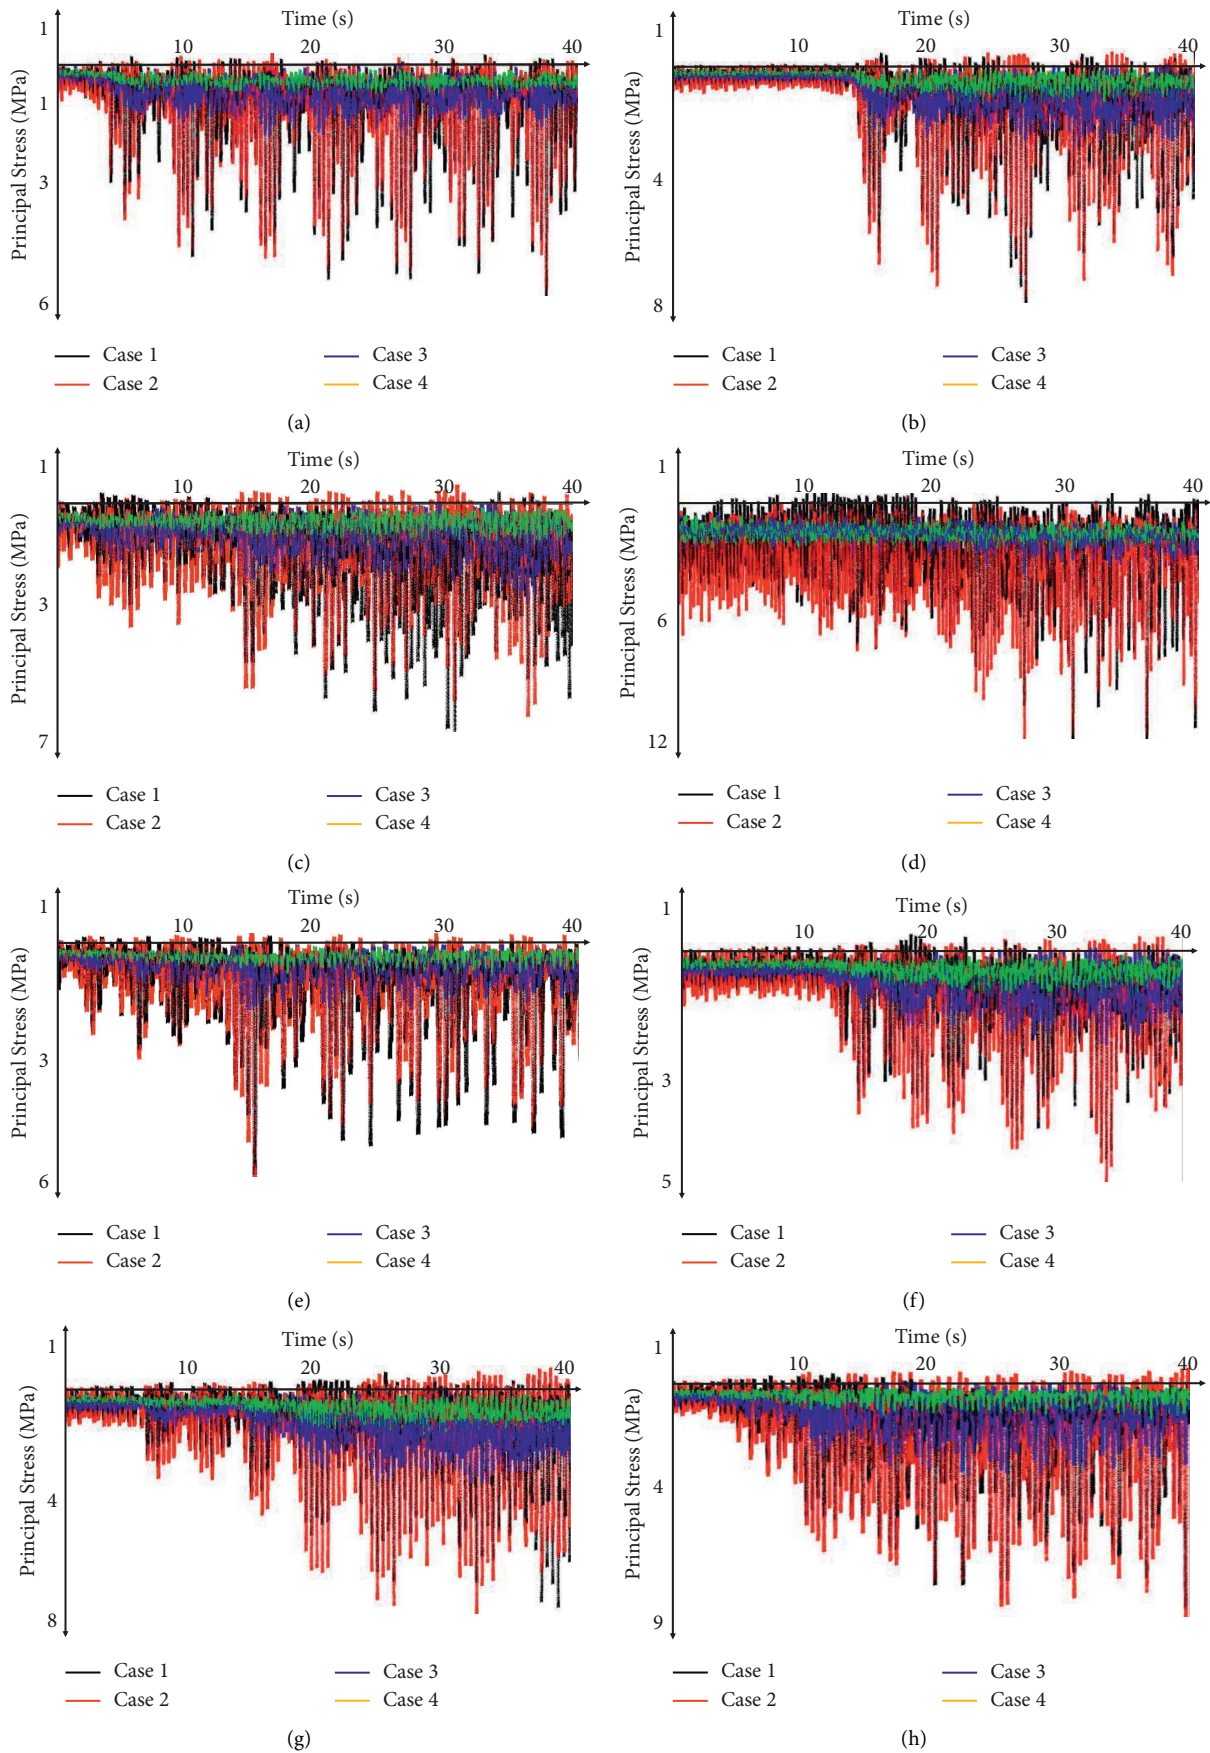 1
Time (s)
10
20
30
40
Principal Stress (MPa)
1
3
6
Case 1
Case 3
Case 2
Case 4
(a)
1
Time (s)
10
20
30
40
Principal Stress (MPa)
4
8
Case 1
Case 3
Case 2
Case 4
(b)
1
Time (s)
10
20
30
40
Principal Stress (MPa)
3
7
Case 1
Case 3
Case 2
Case 4
(c)
1
Time (s)
10
20
30
40
Principal Stress (MPa)
6
12
Case 1
Case 3
Case 2
Case 4
(d)
1
Time (s)
10
20
30
40
Principal Stress (MPa)
3
6
Case 1
Case 3
Case 2
Case 4
(e)
1
Time (s)
10
20
30
40
Principal Stress (MPa)
3
5
Case 1
Case 3
Case 2
Case 4
(f)
1
Time (s)
10
20
30
40
Principal Stress (MPa)
4
8
Case 1
Case 3
Case 2
Case 4
(g)
1
Time (s)
10
20
30
40
Principal Stress (MPa)
4
9
Case 1
Case 3
Case 2
Case 4
(h)